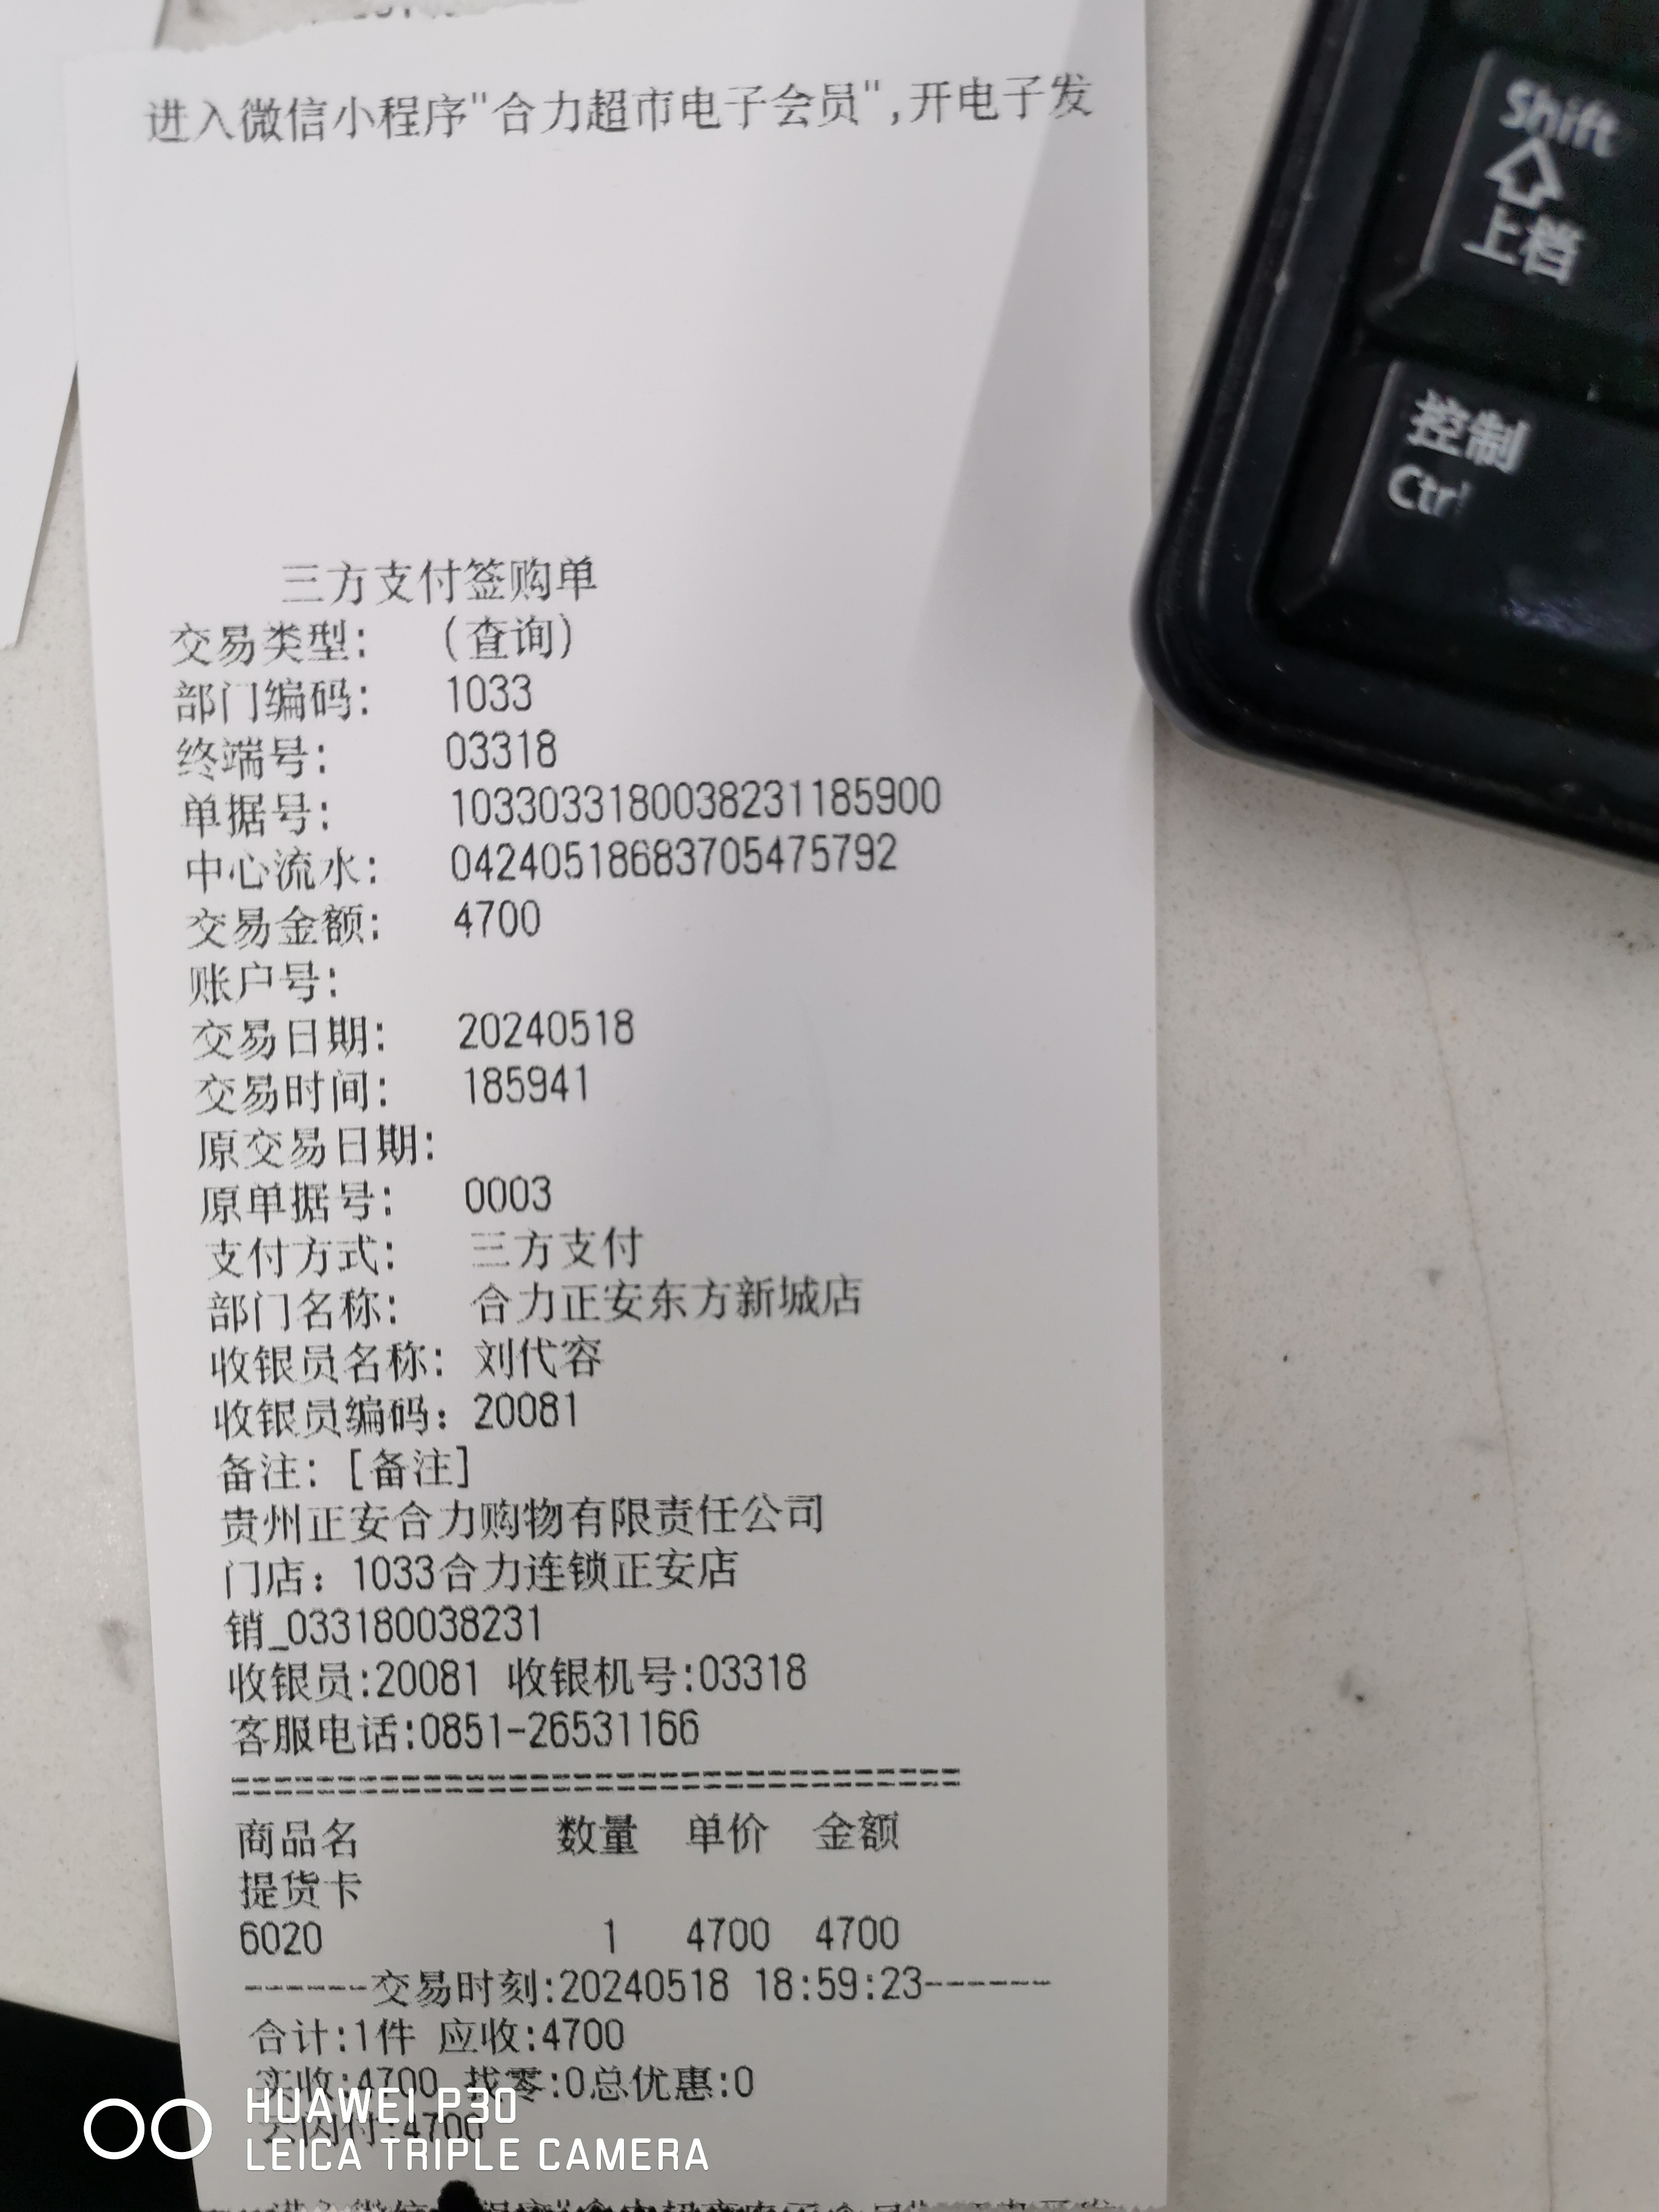 进入微信小程序"合力超市电子会员",开电子发
三方支付签购单
交易类型: (查询)
部门编码: 1033
终端号: 03318
单据号: 1033033180038231185900
中心流水: 04240518683705475792
交易金额: 4700
账户号:
交易日期: 20240518
交易时间: 185941
原交易日期:
原单据号: 0003
支付方式: 三方支付
部门名称: 合力正安东方新城店
收银员名称: 刘代容
收银员编码: 20081
备注: [备注]
贵州正安合力购物有限责任公司
门店: 1033合力连锁正安店
销_033180038231
收银员:20081 收银机号:03318
客服电话:0851-26531166
==================================
商品名 数量 单价 金额
提货卡
6020 1 4700 4700
------交易时刻:20240518 18:59:23------
合计:1件 应收:4700
实收:4700 找零:0总优惠:0
云闪付:4700
HUAWEI P30
LEICA TRIPLE CAMERA
Shift
上档
控制
Ctrl